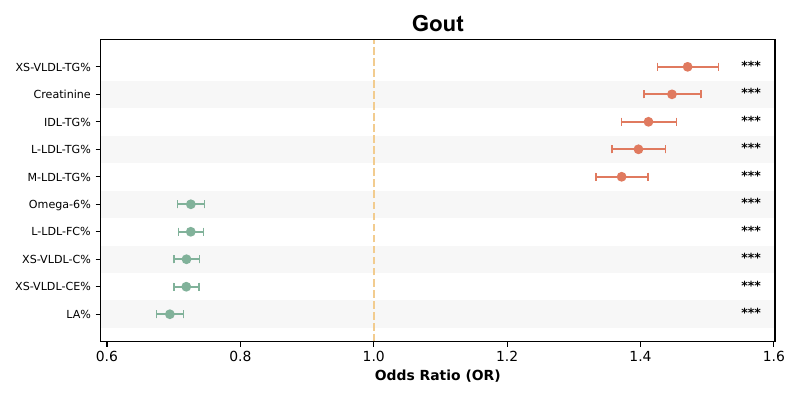 Gout
XS-VLDL-TG% ***
Creatinine ***
IDL-TG% ***
L-LDL-TG% ***
M-LDL-TG% ***
Omega-6% ***
L-LDL-FC% ***
XS-VLDL-C% ***
XS-VLDL-CE% ***
LA% ***
0.6 0.8 1.0 1.2 1.4 1.6
Odds Ratio (OR)